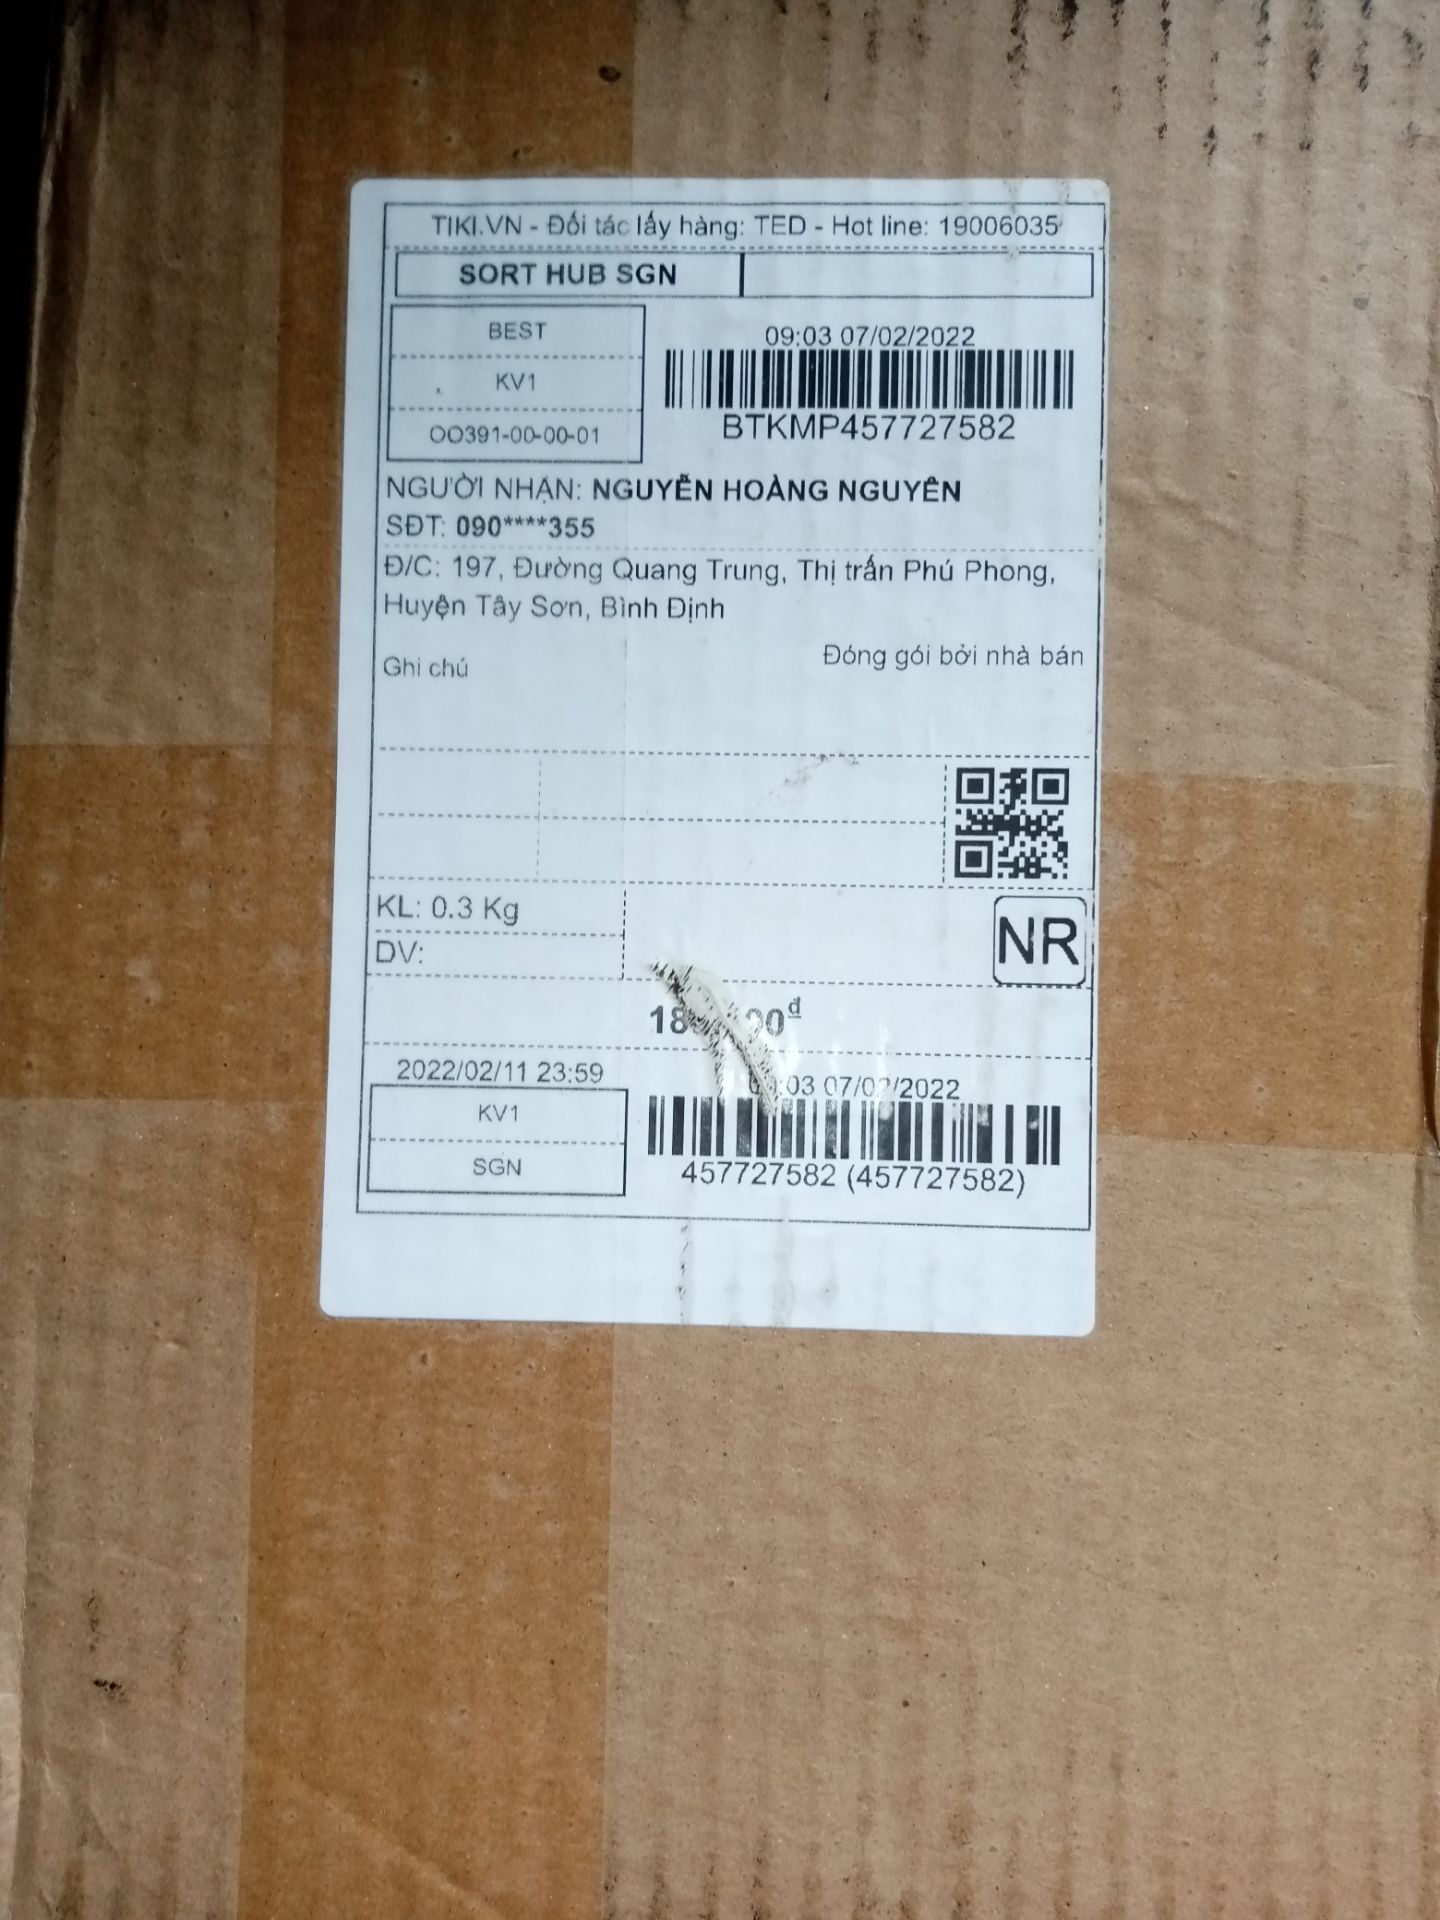 TIKI.VN - Đối tác lấy hàng: TED - Hot line: 19006035
SORT HUB SGN
BEST
KV1
OO391-00-00-01
09:03 07/02/2022
BTKMP457727582
NGƯỜI NHẬN: NGUYỄN HOÀNG NGUYÊN
SĐT: 090****355
Đ/C: 197, Đường Quang Trung, Thị trấn Phú Phong,
Huyện Tây Sơn, Bình Định
Đóng gói bởi nhà bán
Ghi chú
KL: 0.3 Kg
NR
DV:
2022/02/11 23:59
07/02/2022
KV1
SGN
457727582 (457727582)